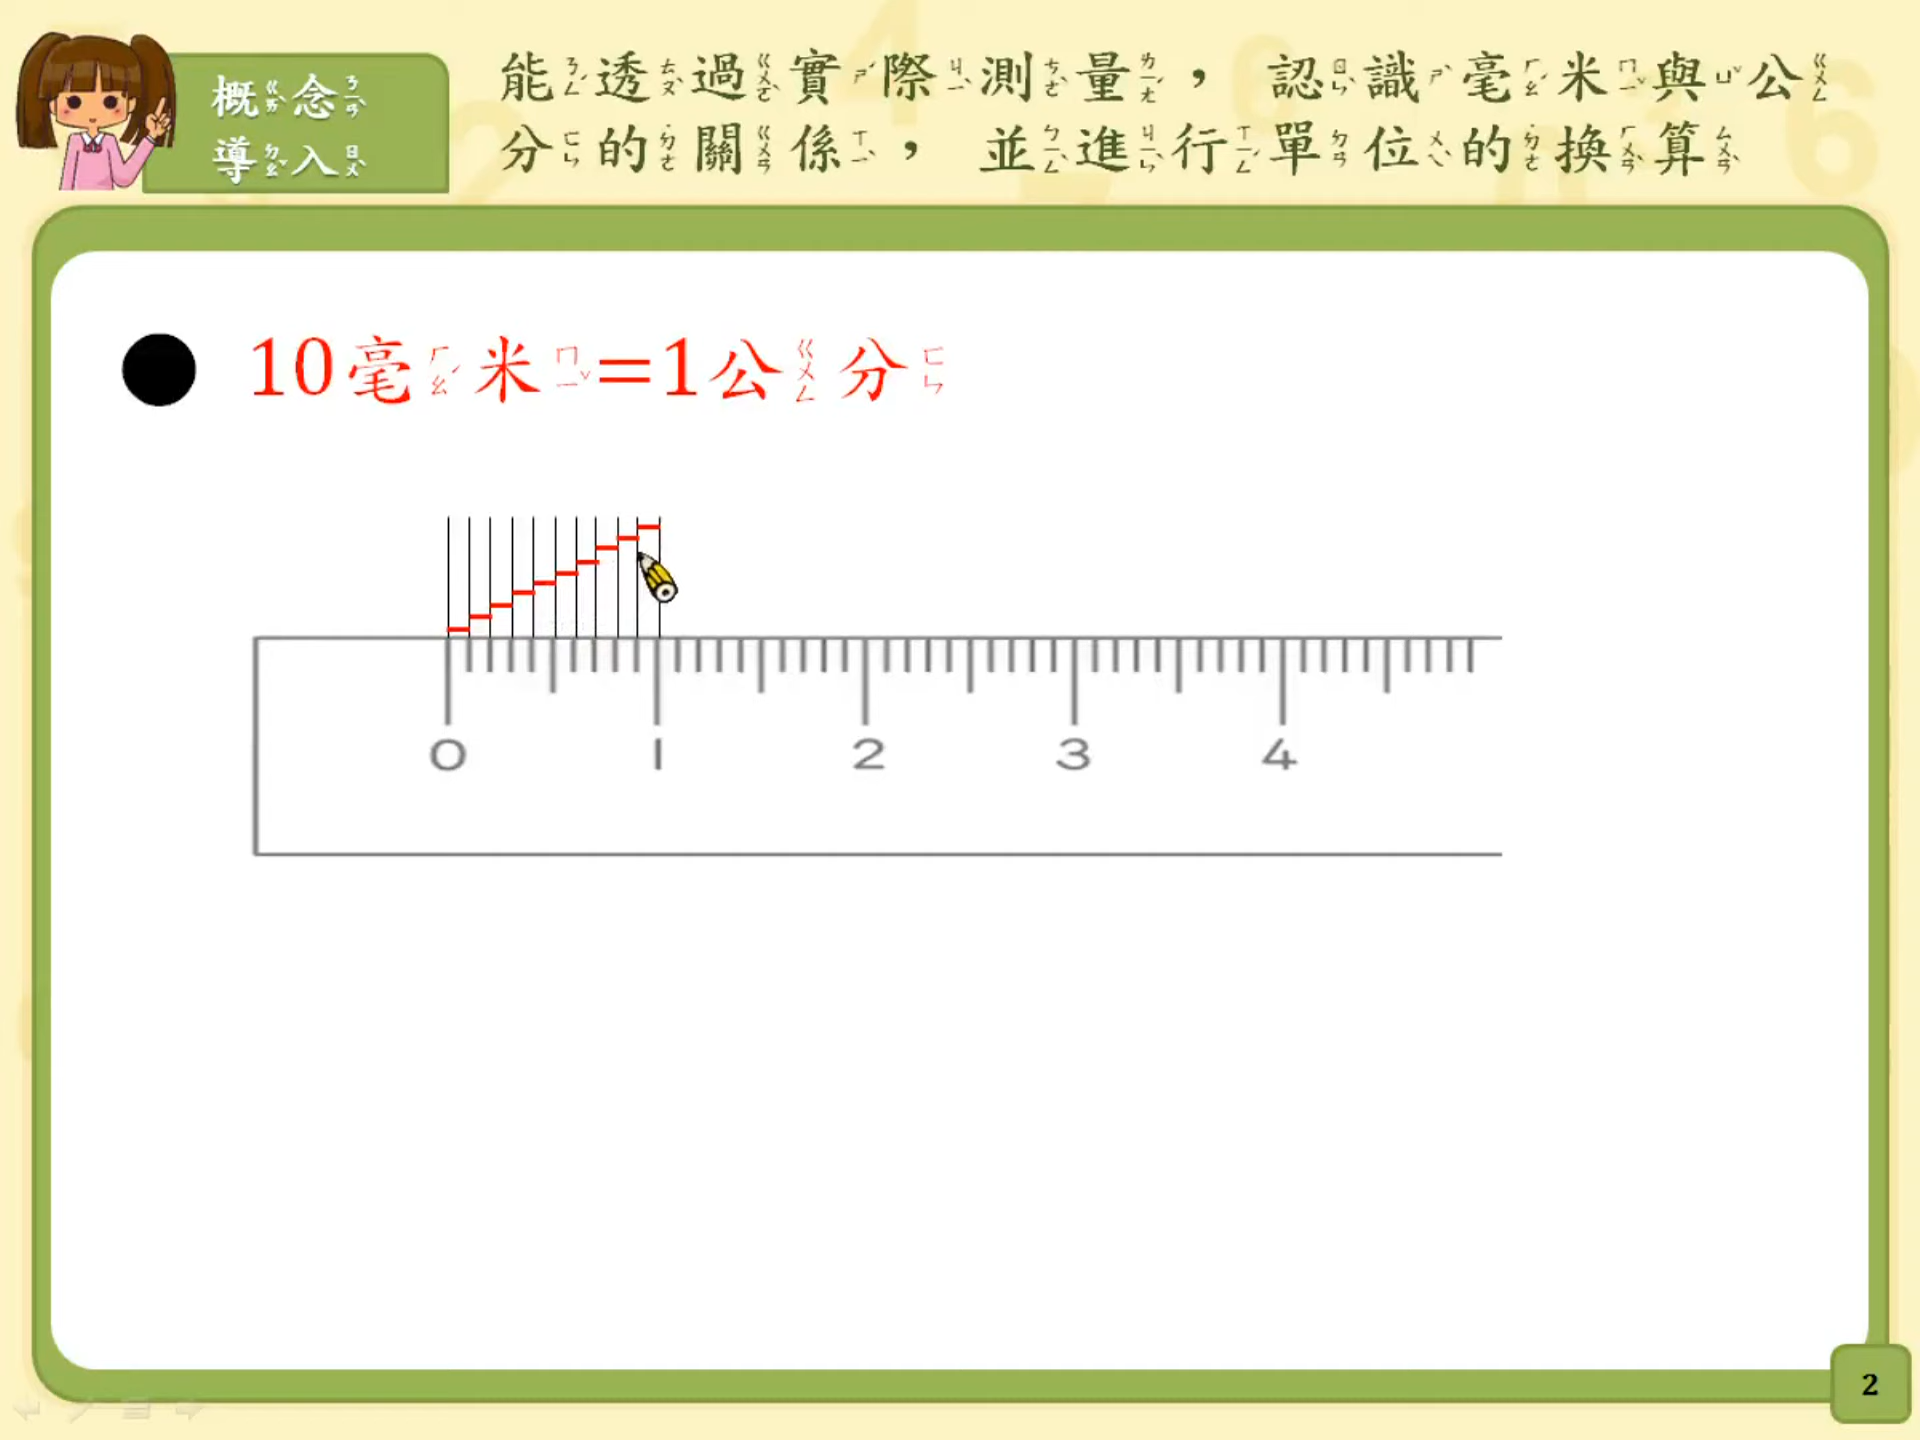 概念
導入
能透過實際測量，認識毫米與公
分的關係，並進行單位的換算
10毫米=1公分
0 1 2 3 4
2